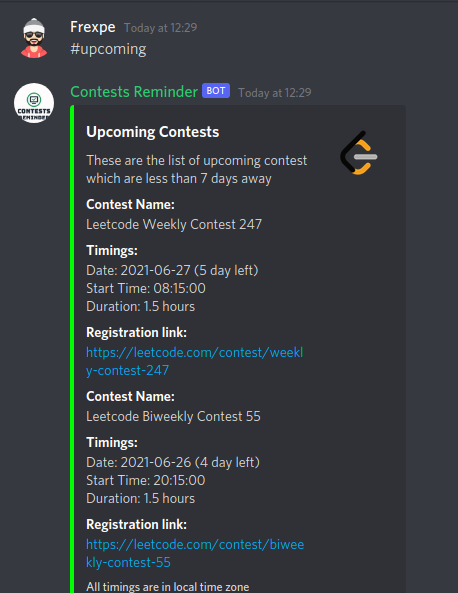 Frexpe Today at 12:29
#upcoming
CONTESTS
REMINDER
Contests Reminder BOT Today at 12:29
Upcoming Contests
These are the list of upcoming contest
which are less than 7 days away
Contest Name:
Leetcode Weekly Contest 247
Timings:
Date: 2021-06-27 (5 day left)
Start Time: 08:15:00
Duration: 1.5 hours
Registration link:
https://leetcode.com/contest/weekl
y-contest-247
Contest Name:
Leetcode Biweekly Contest 55
Timings:
Date: 2021-06-26 (4 day left)
Start Time: 20:15:00
Duration: 1.5 hours
Registration link:
https://leetcode.com/contest/biwee
kly-contest-55
All timings are in local time zone